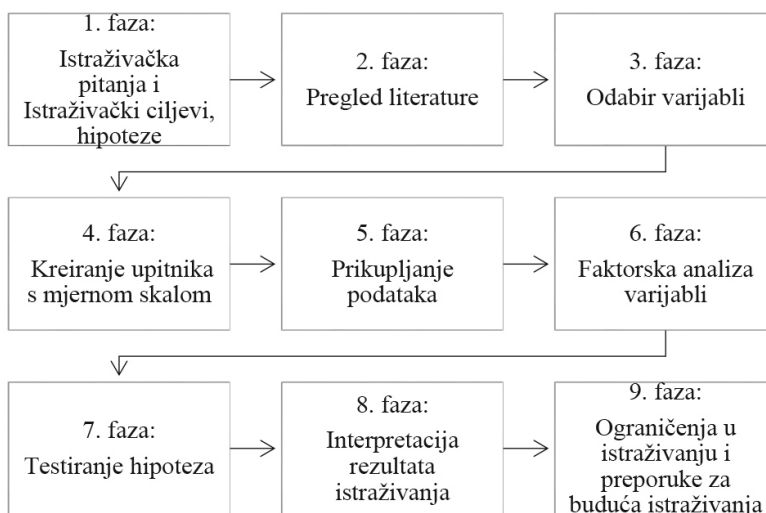 1. faza:
Istraživačka
pitanja i
Istraživački ciljevi,
hipoteze
2. faza:
Pregled literature
3. faza:
Odabir varijabli
4. faza:
Kreiranje upitnika
s mjernom skalom
5. faza:
Prikupljanje
podataka
6. faza:
Faktorska analiza
varijabli
7. faza:
Testiranje hipoteza
8. faza:
Interpretacija
rezultata
istraživanja
9. faza:
Ograničenja u
istraživanju i
preporuke za
buduća istraživanja